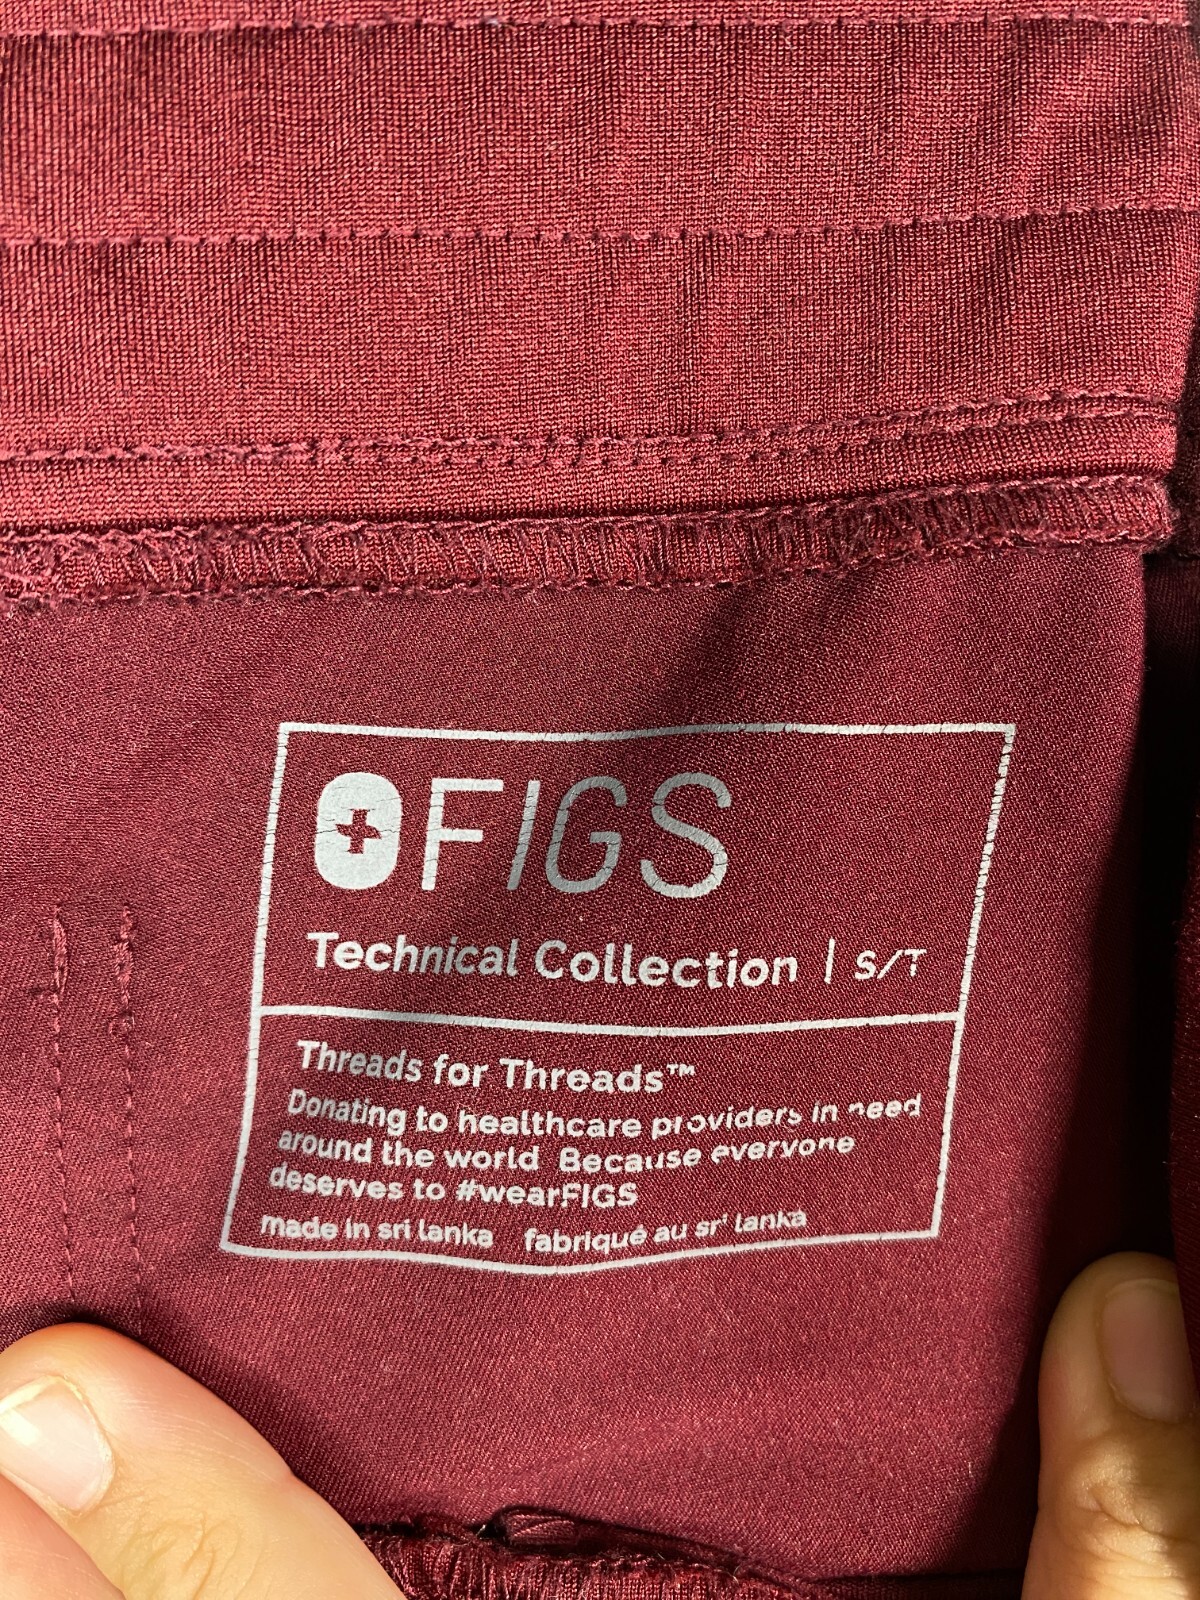 FIGS
Technical Collection | S/T
Threads for Threads™
Donating to healthcare providers in need
around the world Because everyone
deserves to #wearFIGS
made in sri lanka fabriqué au sri lanka